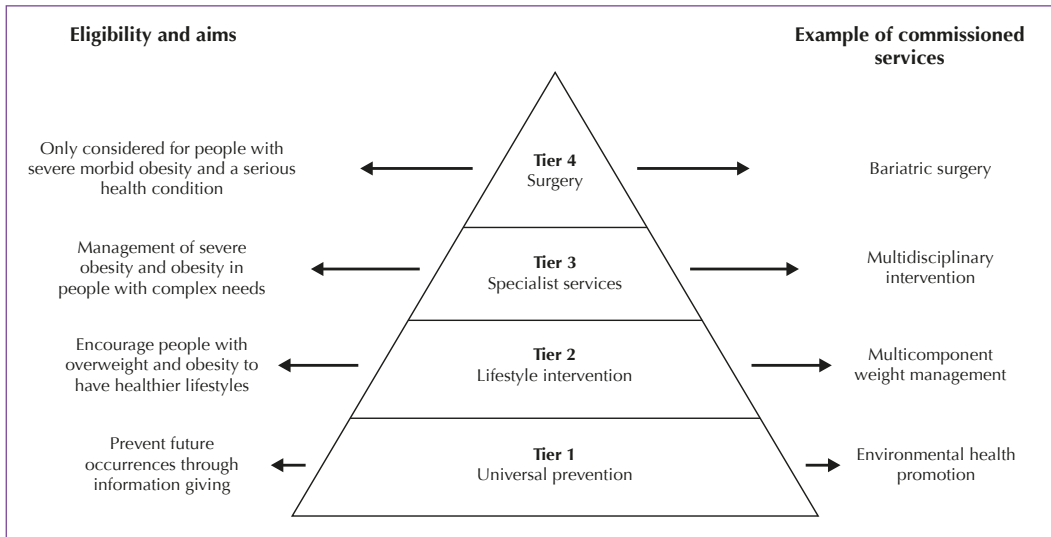 Eligibility and aims
Example of commissioned
services
Only considered for people with
severe morbid obesity and a serious
health condition
Tier 4
Surgery
Bariatric surgery
Management of severe
obesity and obesity in
people with complex needs
Tier 3
Specialist services
Multidisciplinary
intervention
Encourage people with
overweight and obesity to
have healthier lifestyles
Tier 2
Lifestyle intervention
Multicomponent
weight management
Prevent future
occurrences through
information giving
Tier 1
Universal prevention
Environmental health
promotion